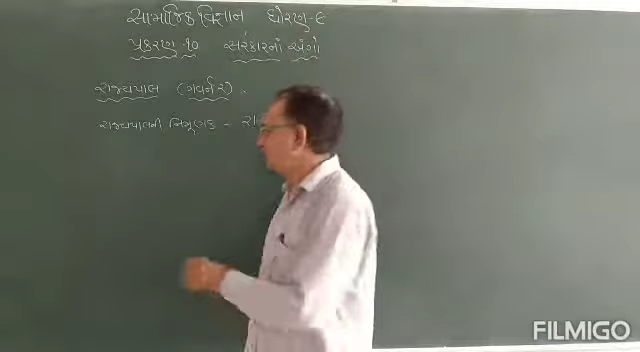 સામાજિક વિજ્ઞાન ધોરણ-૯
પ્રકરણ-૧૦ સરકારનાં અંગો
રાજ્યપાલ (ગવર્નર).
રાજ્યપાલની નિમણૂક - રા
FILMIGO